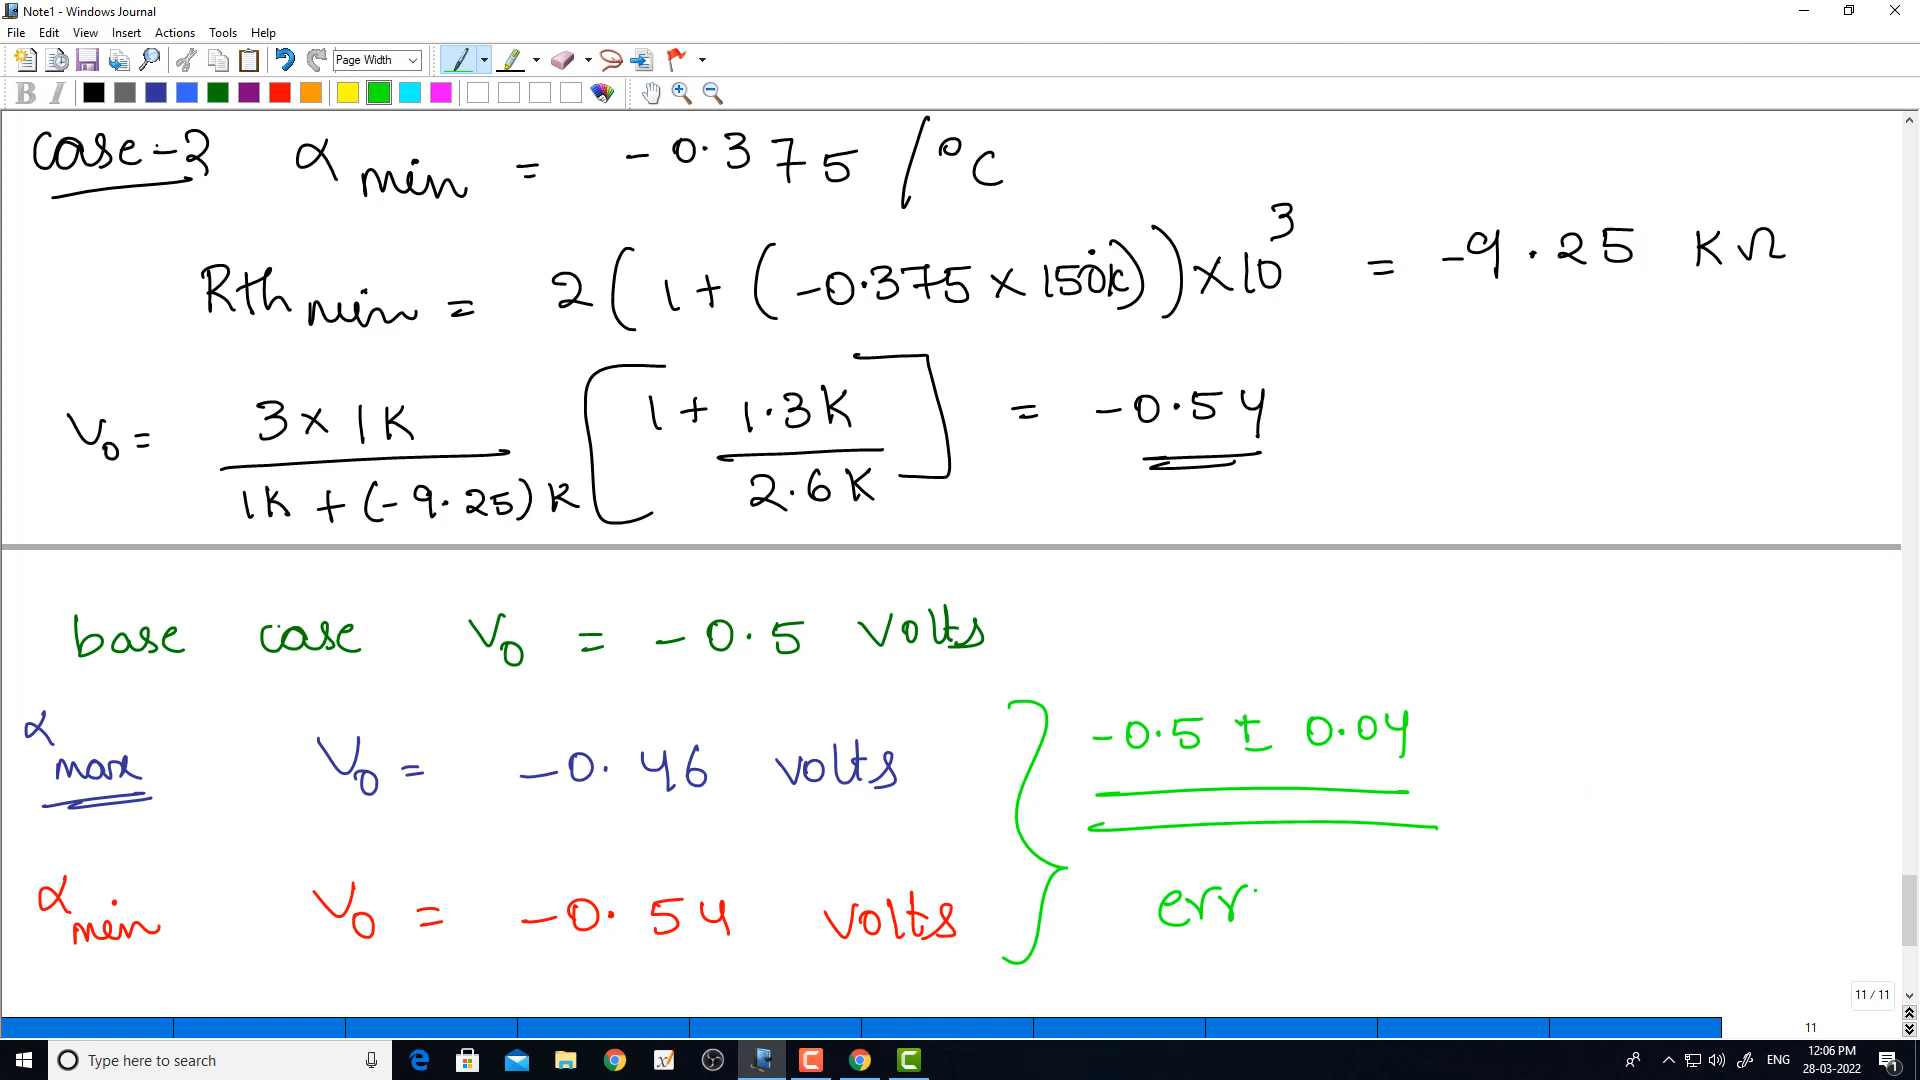 Note1 - Windows Journal
File Edit View Insert Actions Tools Help
Page Width
B I
case-2 α min = -0.375 /°C
Rth min = 2(1+(-0.375×150k))×10³ = -9.25 KΩ
V0 = 3×1K / 1K+(-9.25)K [1+ 1.3K / 2.6K] = -0.54
base case V0 = -0.5 volts
α max V0 = -0.46 volts
-0.5 ± 0.04
α min V0 = -0.54 volts
err
11 / 11
11
Type here to search
ENG
12:06 PM
28-03-2022
1